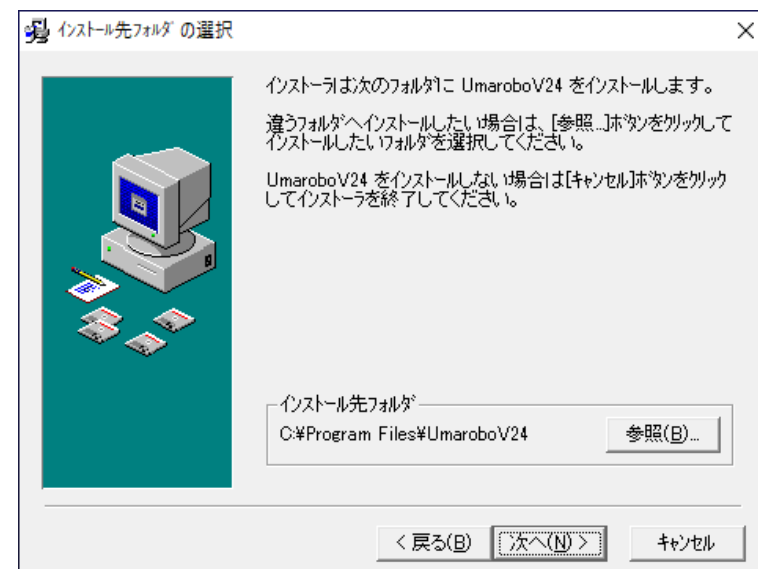 インストール先フォルダの選択
インストーラは次のフォルダに UmaroboV24 をインストールします。
違うフォルダへインストールしたい場合は、[参照...]ボタンをクリックして
インストールしたいフォルダを選択してください。
UmaroboV24 をインストールしない場合は[キャンセル]ボタンをクリック
してインストーラを終了してください。
インストール先フォルダ
C:¥Program Files¥UmaroboV24
参照(B)...
< 戻る(B)
次へ(N) >
キャンセル